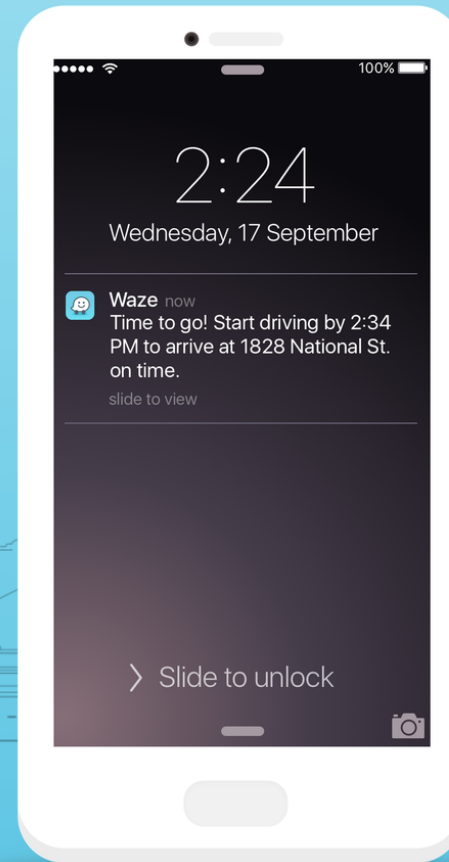 100%
2:24
Wednesday, 17 September
Waze now
Time to go! Start driving by 2:34
PM to arrive at 1828 National St.
on time.
slide to view
Slide to unlock